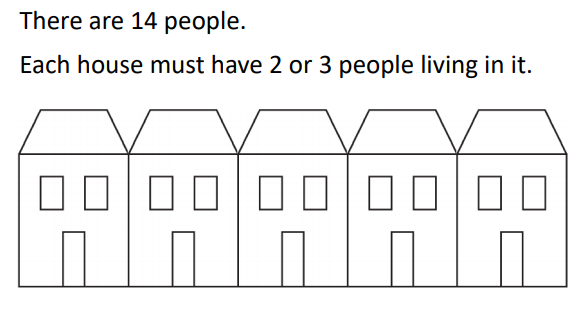 There are 14 people.
Each house must have 2 or 3 people living in it.